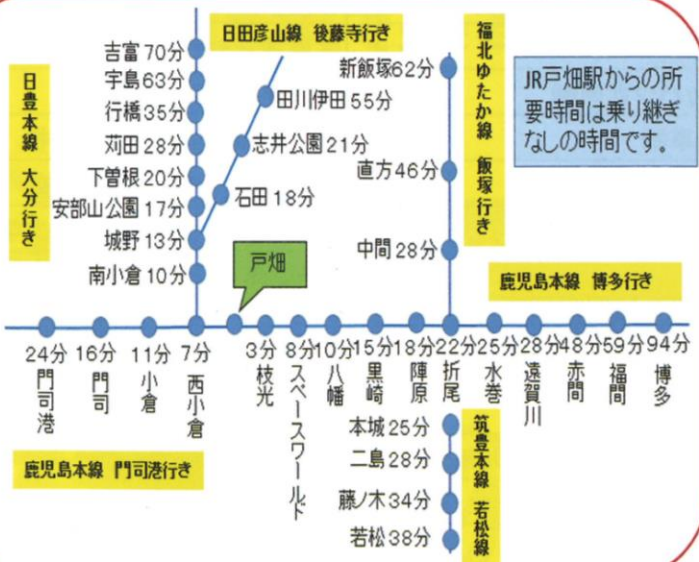 日田彦山線 後藤寺行き
日豊本線 大分行き
吉富 70分
宇島 63分
行橋 35分
苅田 28分
下曽根 20分
安部山公園 17分
城野 13分
南小倉 10分
田川伊田 55分
志井公園 21分
石田 18分
戸畑
新飯塚 62分
直方 46分
中間 28分
福北ゆたか線 飯塚行き
JR戸畑駅からの所
要時間は乗り継ぎ
なしの時間です。
鹿児島本線 博多行き
24分 門司港
16分 門司
11分 小倉
7分 西小倉
3分 枝光
8分 スペースワールド
10分 八幡
15分 黒崎
18分 陣原
22分 折尾
25分 水巻
28分 遠賀川
48分 赤間
59分 福間
94分 博多
鹿児島本線 門司港行き
本城 25分
二島 28分
藤ノ木 34分
若松 38分
筑豊本線 若松線